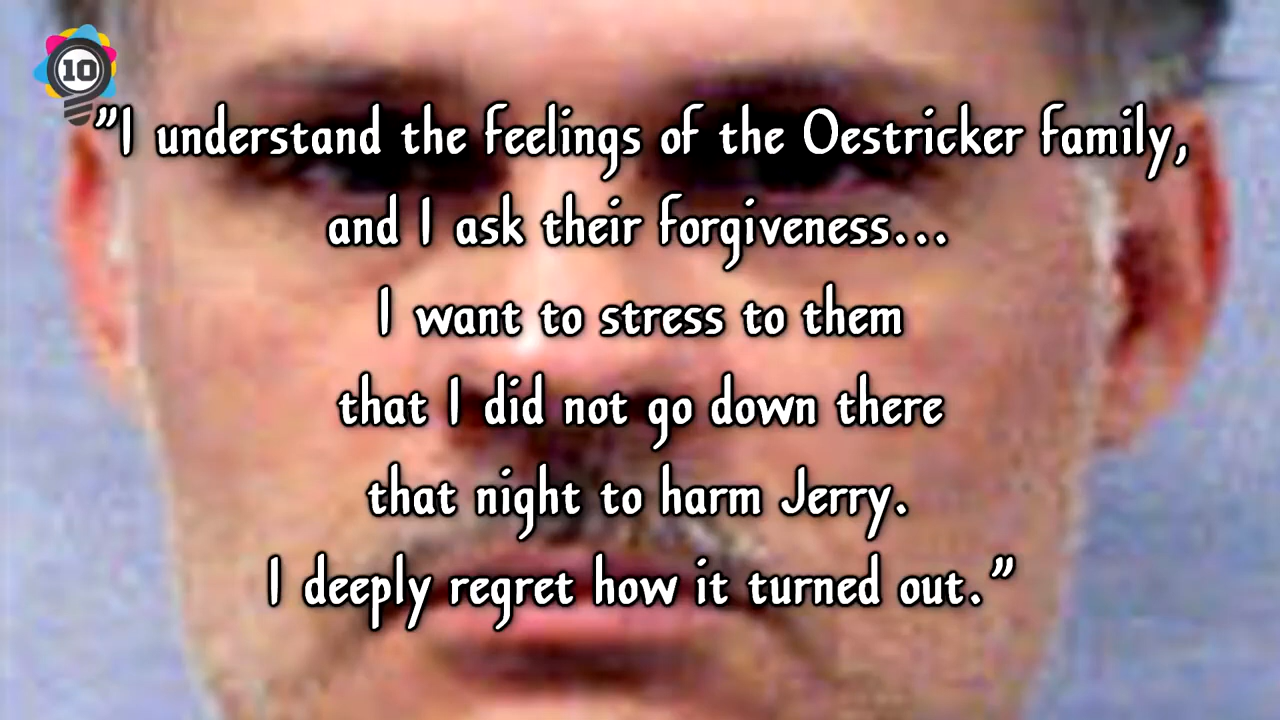 10
"I understand the feelings of the Oestricker family,
and I ask their forgiveness...
I want to stress to them
that I did not go down there
that night to harm Jerry.
I deeply regret how it turned out."